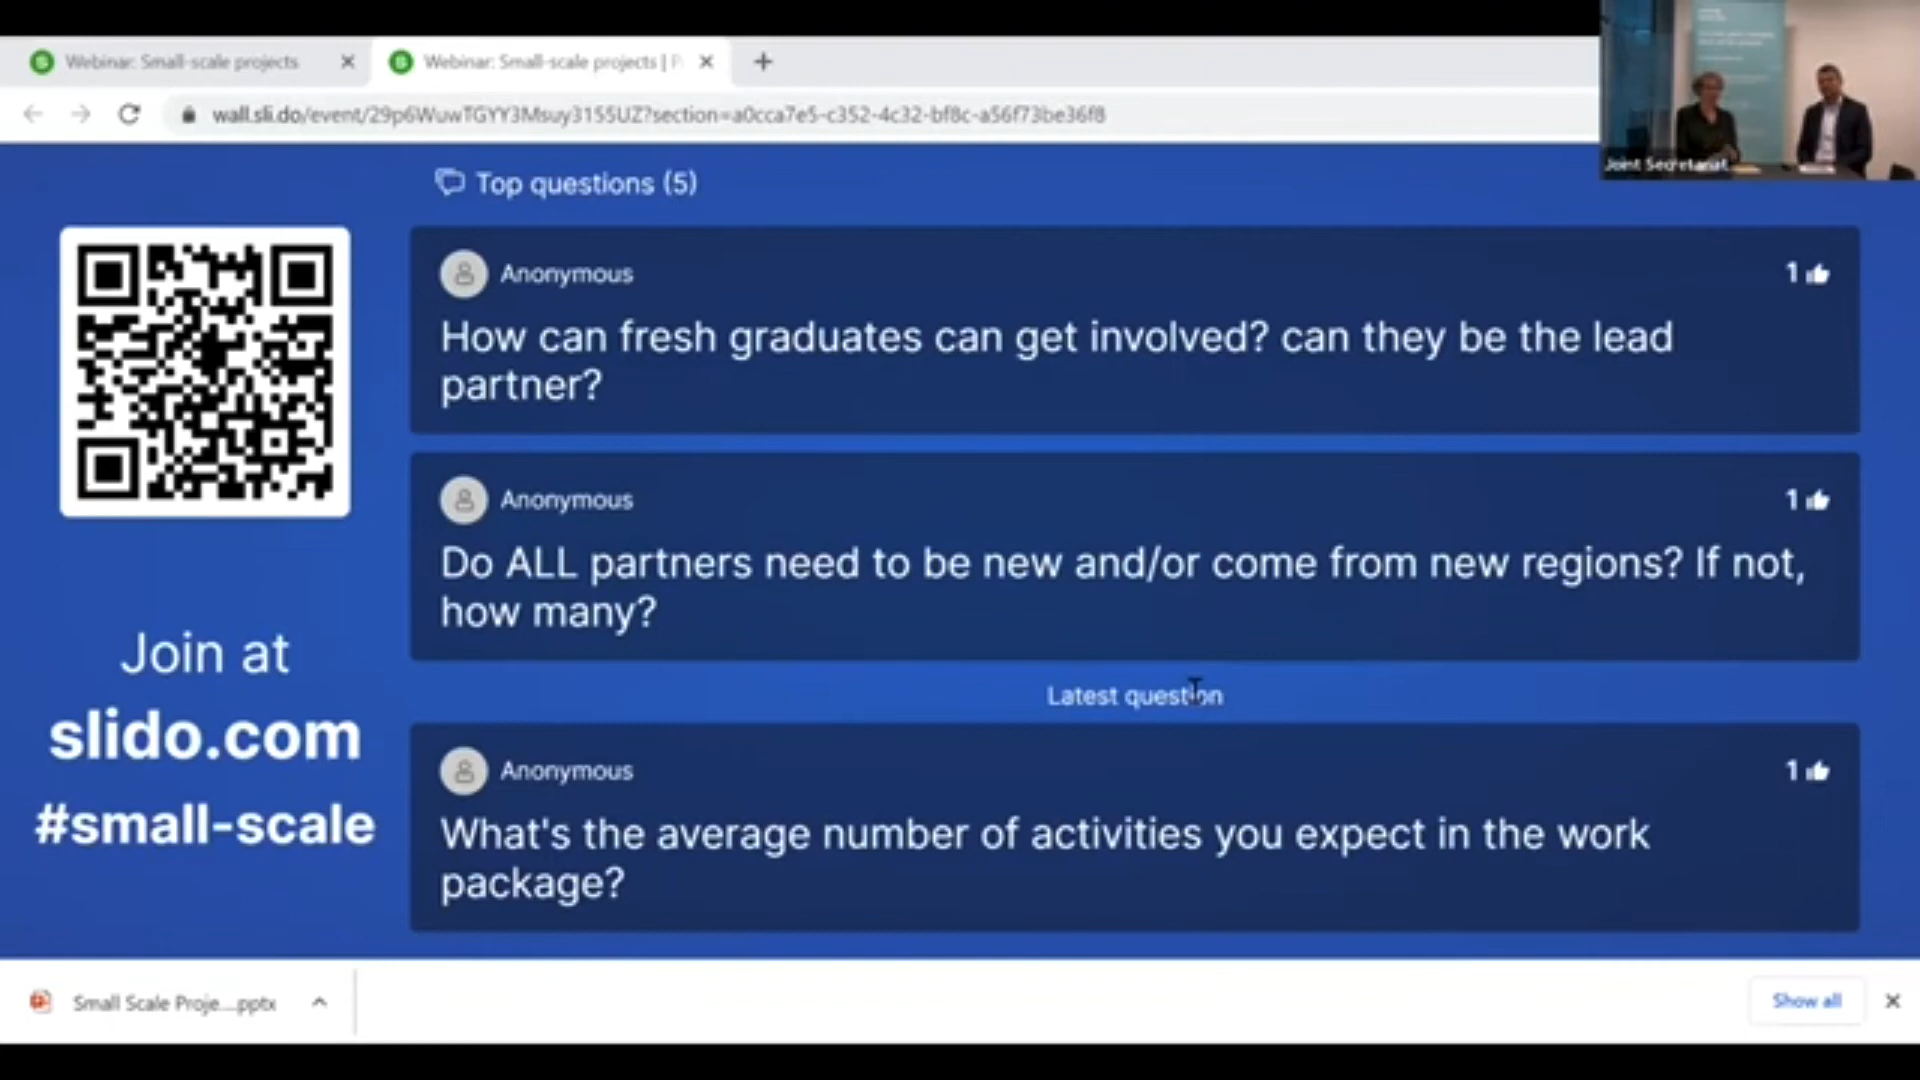 Webinar: Small-scale projects
Webinar: Small-scale projects | P
wall.sli.do/event/29p6WuwTGYY3Msuy3155UZ?section=a0cca7e5-c352-4c32-bf8c-a56f73be36f8
Joint Secretariat
Top questions (5)
Anonymous
1
How can fresh graduates can get involved? can they be the lead
partner?
Anonymous
1
Do ALL partners need to be new and/or come from new regions? If not,
how many?
Latest question
Anonymous
1
What's the average number of activities you expect in the work
package?
Join at
slido.com
#small-scale
Small Scale Proje....pptx
Show all